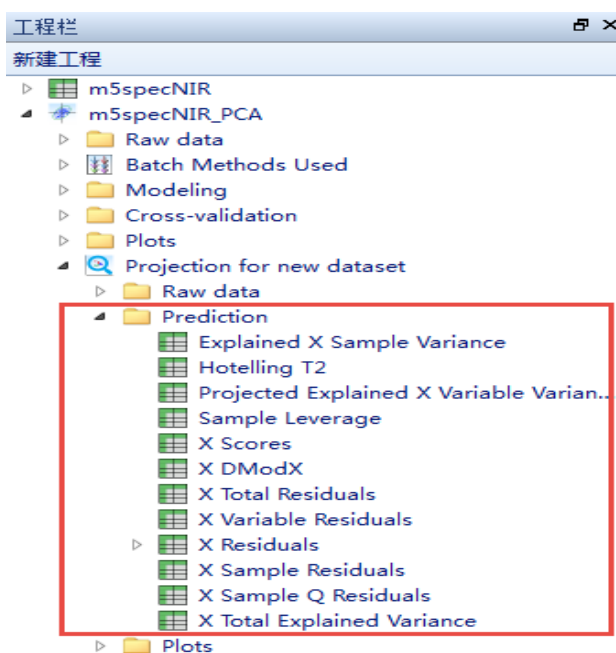 工程栏
新建工程
m5specNIR
m5specNIR_PCA
Raw data
Batch Methods Used
Modeling
Cross-validation
Plots
Projection for new dataset
Raw data
Prediction
Explained X Sample Variance
Hotelling T2
Projected Explained X Variable Varian...
Sample Leverage
X Scores
X DModX
X Total Residuals
X Variable Residuals
X Residuals
X Sample Residuals
X Sample Q Residuals
X Total Explained Variance
Plots